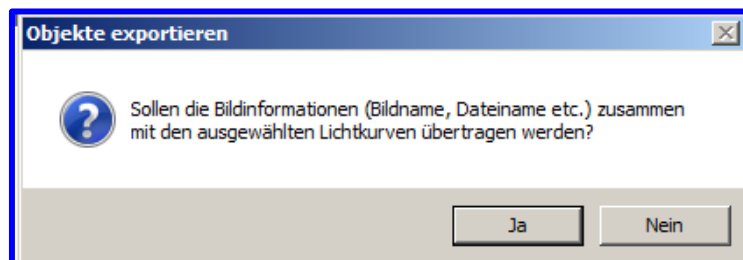 Objekte exportieren
Sollen die Bildinformationen (Bildname, Dateiname etc.) zusammen
mit den ausgewählten Lichtkurven übertragen werden?
Ja
Nein